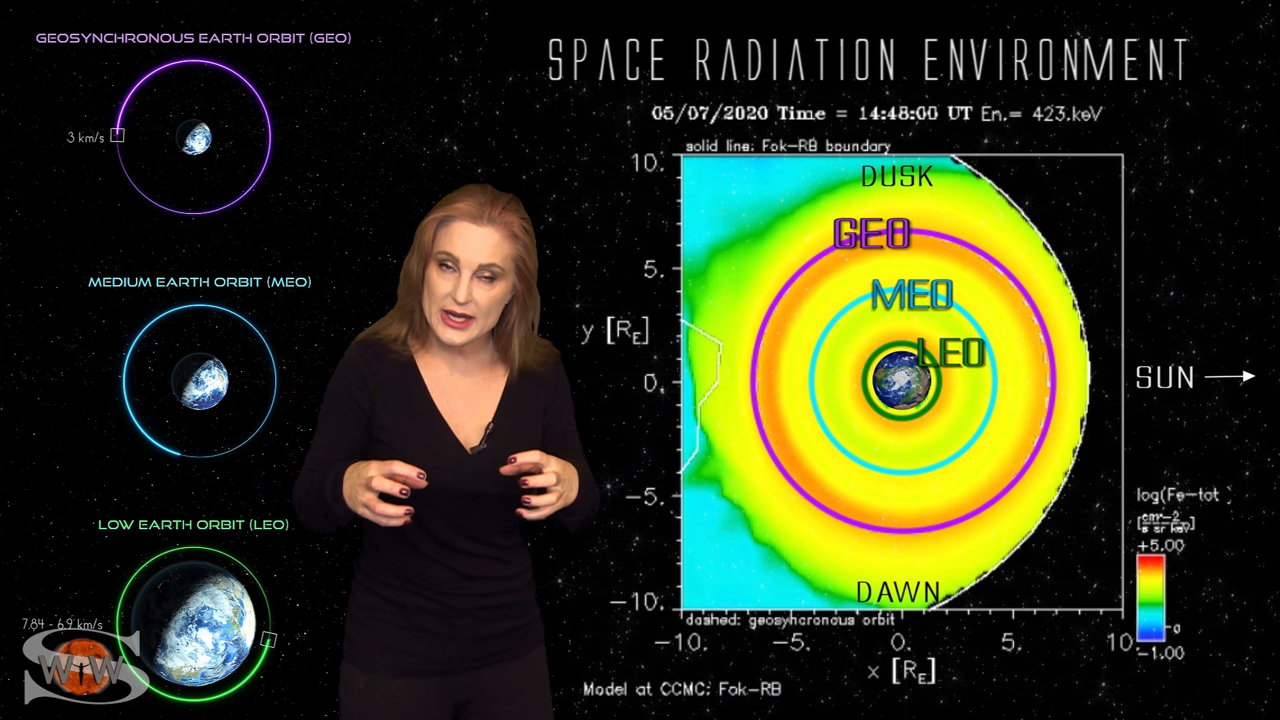 GEOSYNCHRONOUS EARTH ORBIT (GEO)
3 km/s
MEDIUM EARTH ORBIT (MEO)
LOW EARTH ORBIT (LEO)
7.84 - 6.9 km/s
SWW
SPACE RADIATION ENVIRONMENT
05/07/2020 Time = 14:48:00 UT En.= 423.keV
solid line: Fok-RB boundary
10.
5.
0.
-5.
-10.
y [RE]
DUSK
GEO
MEO
LEO
DAWN
dashed: geosynchronous orbit
-10. -5. 0. 5. 10
x [RE]
Model at CCMC: Fok-RB
SUN
log(Fe-tot
+5.00
-1.00